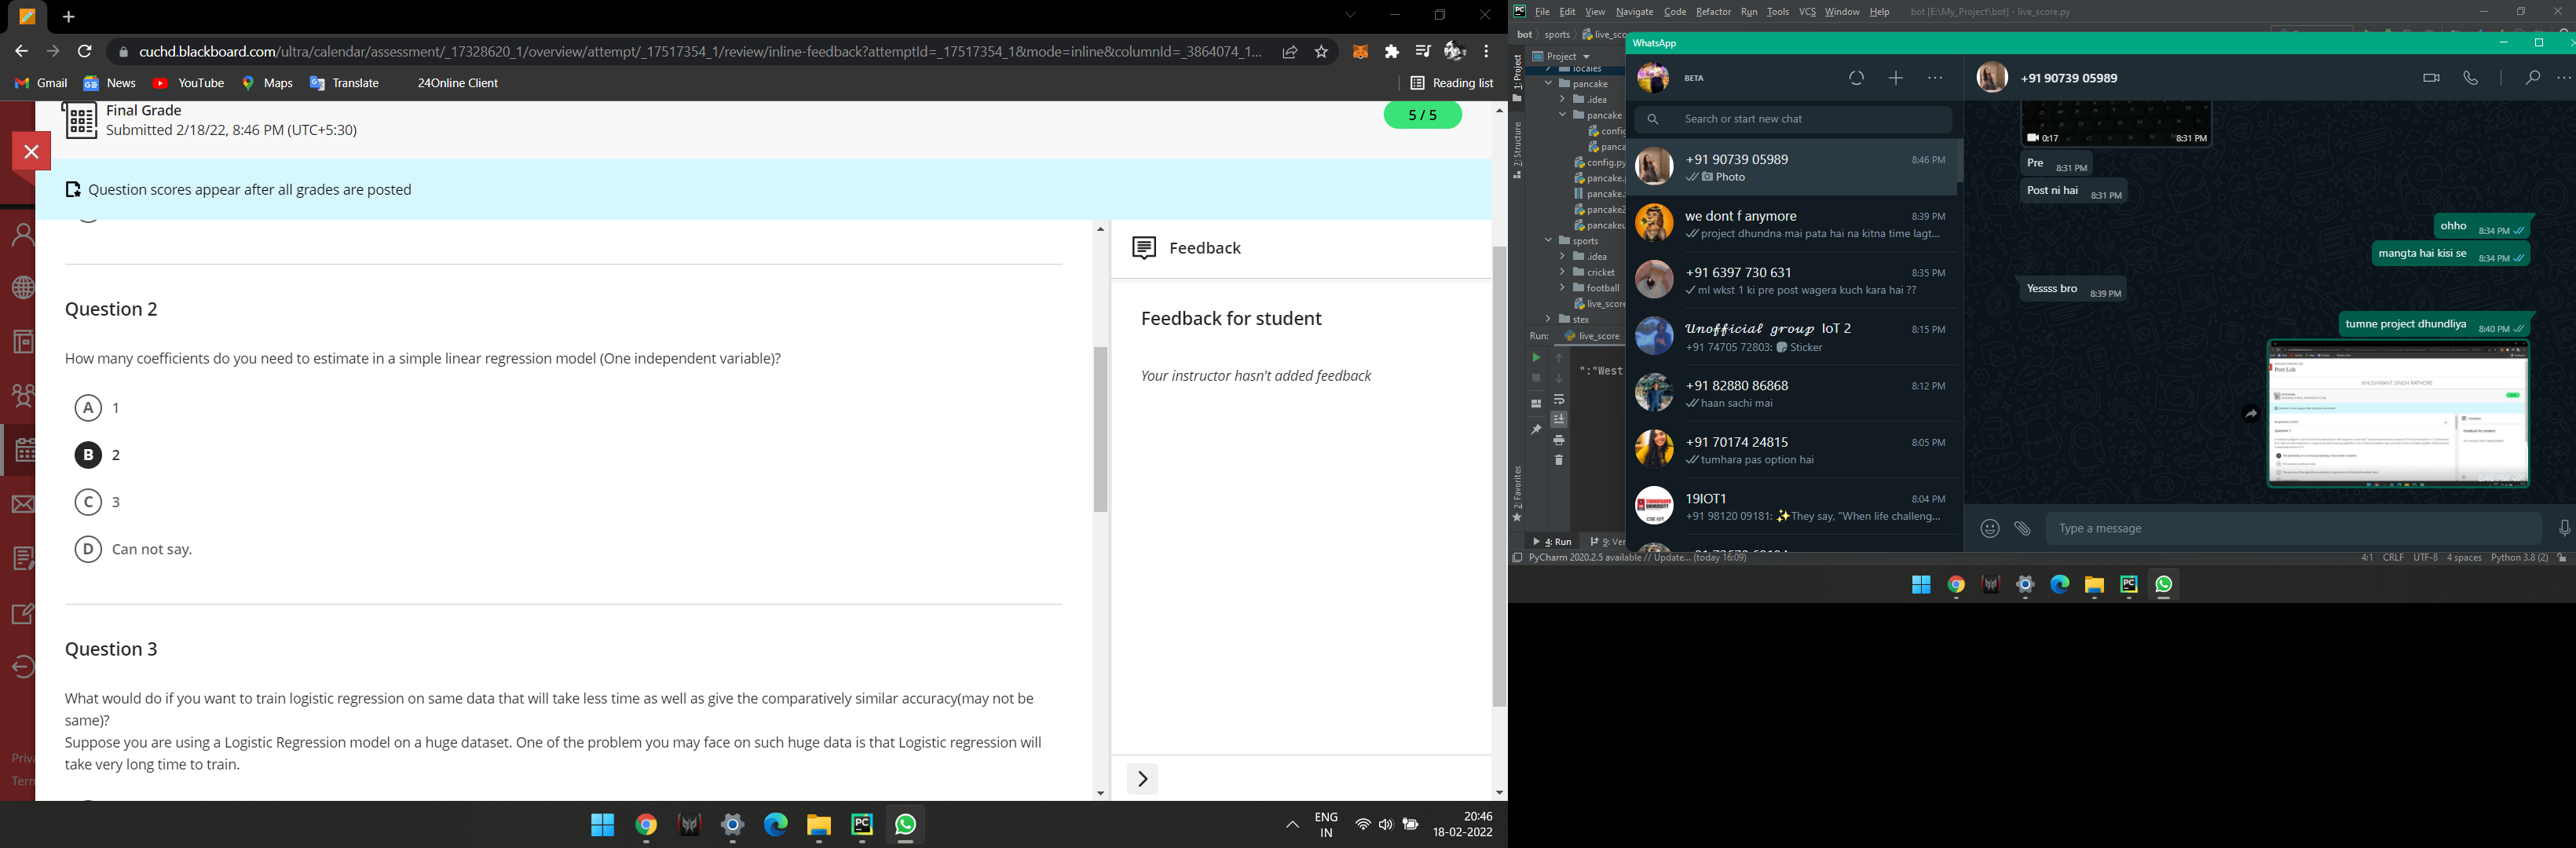 cuchd.blackboard.com/ultra/calendar/assessment/_17328620_1/overview/attempt/_17517354_1/review/inline-feedback?attemptId=_17517354_1&mode=inline&columnId=_3864074_1...
Gmail
News
YouTube
Maps
Translate
24Online Client
Reading list
Final Grade
Submitted 2/18/22, 8:46 PM (UTC+5:30)
5 / 5
Question scores appear after all grades are posted
Question 2
How many coefficients do you need to estimate in a simple linear regression model (One independent variable)?
A 1
B 2
C 3
D Can not say.
Question 3
What would do if you want to train logistic regression on same data that will take less time as well as give the comparatively similar accuracy(may not be
same)?
Suppose you are using a Logistic Regression model on a huge dataset. One of the problem you may face on such huge data is that Logistic regression will
take very long time to train.
Priv
Term
Feedback
Feedback for student
Your instructor hasn't added feedback
ENG
IN
20:46
18-02-2022
PC File Edit View Navigate Code Refactor Run Tools VCS Window Help bot [E:\My_Project\bot] - live_score.py
bot sports live_sco
1: Project
Project
locales
pancake
.idea
pancake
config
panca
config.py
pancake.
pancake.
pancake2
pancakeu
sports
.idea
cricket
football
live_score
stex
Z: Structure
2: Favorites
Run: live_score
":"West
4: Run 9: Ver
PyCharm 2020.2.5 available // Update... (today 16:09)
4:1 CRLF UTF-8 4 spaces Python 3.8 (2)
WhatsApp
BETA
Search or start new chat
+91 90739 05989 8:46 PM
Photo
we dont f anymore 8:39 PM
project dhundna mai pata hai na kitna time lagt...
+91 6397 730 631 8:35 PM
ml wkst 1 ki pre post wagera kuch kara hai ??
Unofficial group IoT 2 8:15 PM
+91 74705 72803: Sticker
+91 82880 86868 8:12 PM
haan sachi mai
+91 70174 24815 8:05 PM
tumhara pas option hai
19IOT1 8:04 PM
+91 98120 09181: ✨They say, "When life challeng...
+91 90739 05989
0:17 8:31 PM
Pre 8:31 PM
Post ni hai 8:31 PM
ohho 8:34 PM
mangta hai kisi se 8:34 PM
Yessss bro 8:39 PM
tumne project dhundliya 8:40 PM
Post Lab
KHUSHWANT SINGH RATHORE
Type a message